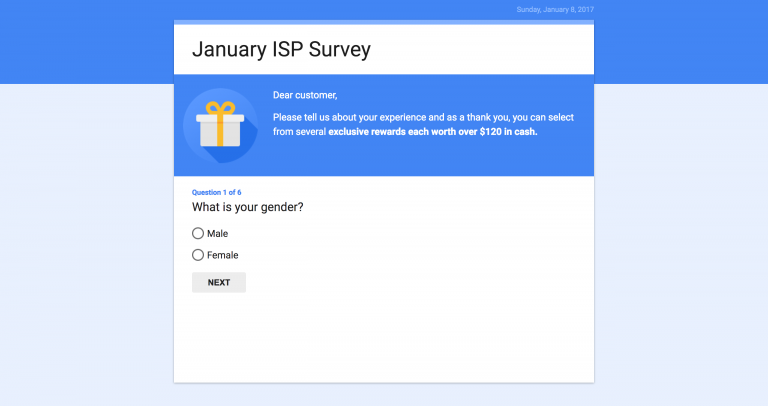 Sunday, January 8, 2017
January ISP Survey
Dear customer,
Please tell us about your experience and as a thank you, you can select
from several exclusive rewards each worth over $120 in cash.
Question 1 of 6
What is your gender?
Male
Female
NEXT